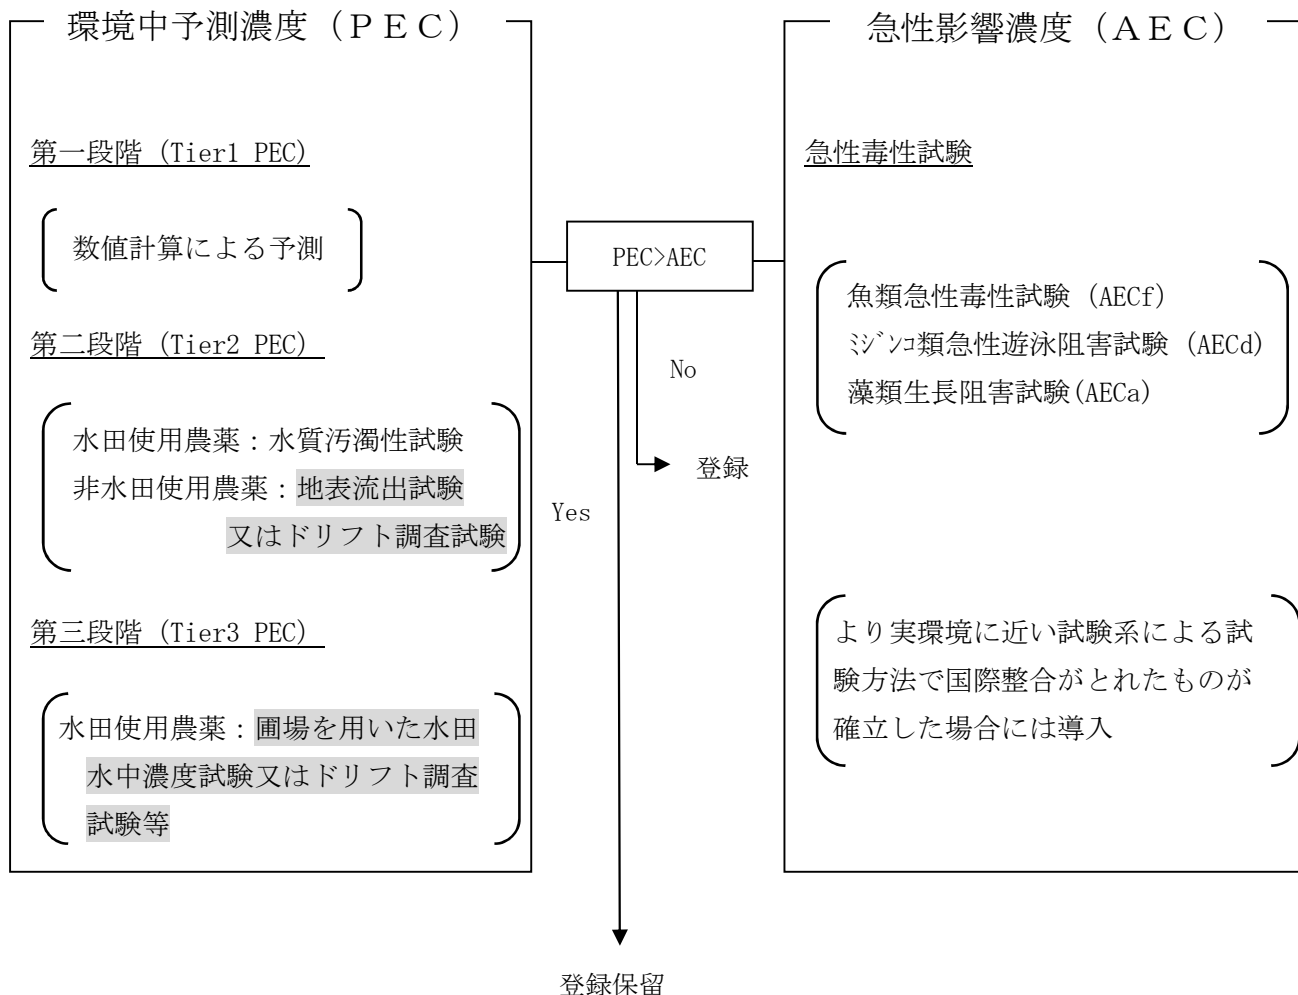 環境中予測濃度（ＰＥＣ）
第一段階 (Tier1 PEC)
数値計算による予測
第二段階 (Tier2 PEC)
水田使用農薬：水質汚濁性試験
非水田使用農薬：地表流出試験
又はドリフト調査試験
第三段階 (Tier3 PEC)
水田使用農薬：圃場を用いた水田
水中濃度試験又はドリフト調査
試験等
PEC>AEC
No
登録
Yes
登録保留
急性影響濃度（ＡＥＣ）
急性毒性試験
魚類急性毒性試験 (AECf)
ﾐｼﾞﾝｺ類急性遊泳阻害試験 (AECd)
藻類生長阻害試験(AECa)
より実環境に近い試験系による試
験方法で国際整合がとれたものが
確立した場合には導入